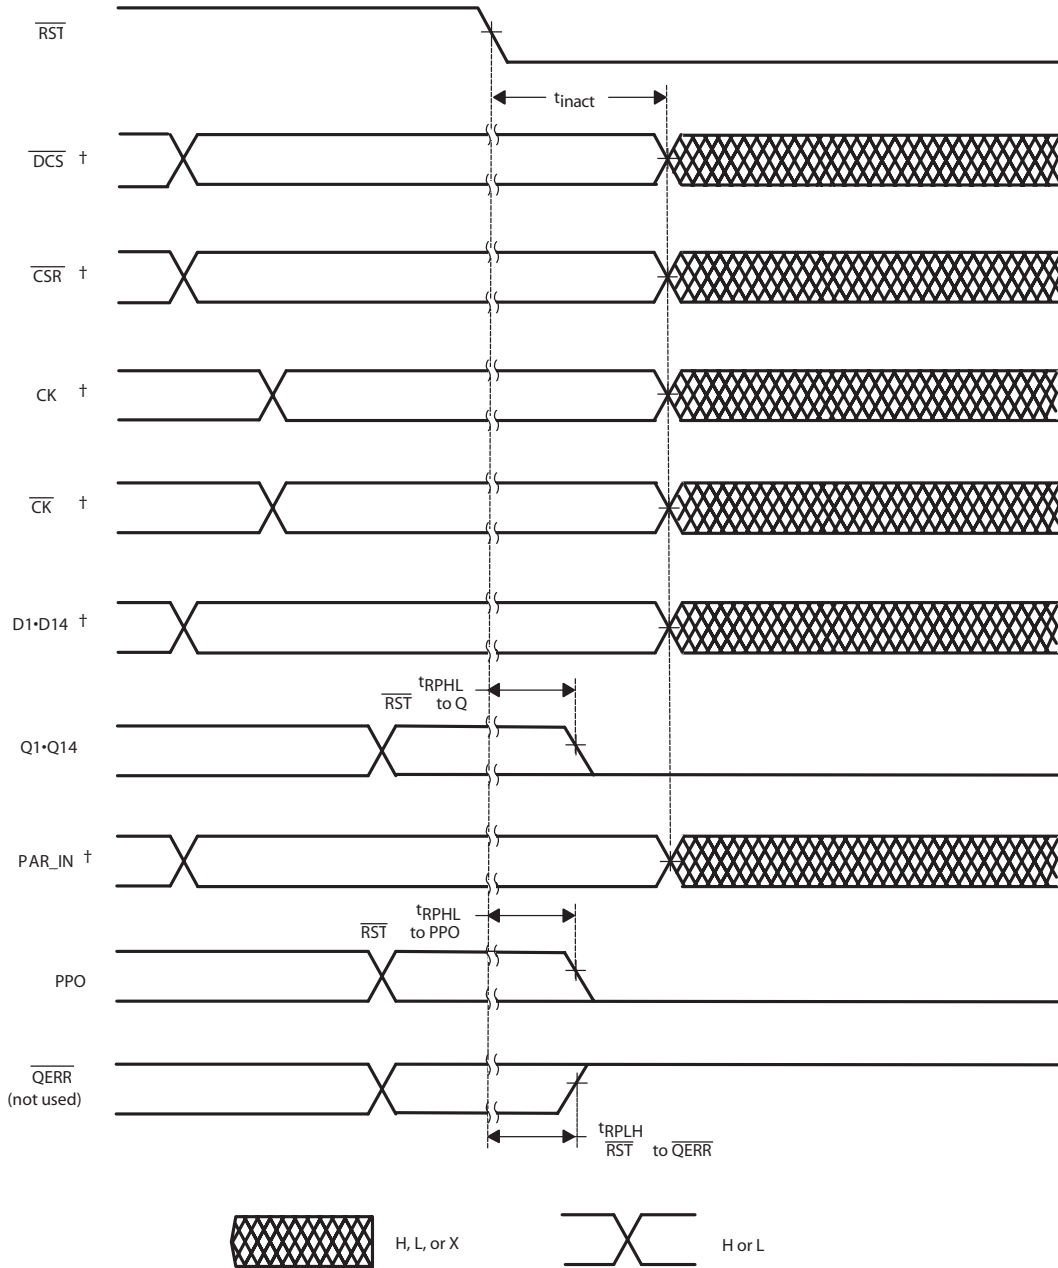 RST
tinact
DCS †
CSR †
CK †
CK †
D1•D14 †
tRPHL
RST to Q
Q1•Q14
PAR_IN †
tRPHL
RST to PPO
PPO
QERR
(not used)
tRPLH
RST to QERR
H, L, or X
H or L